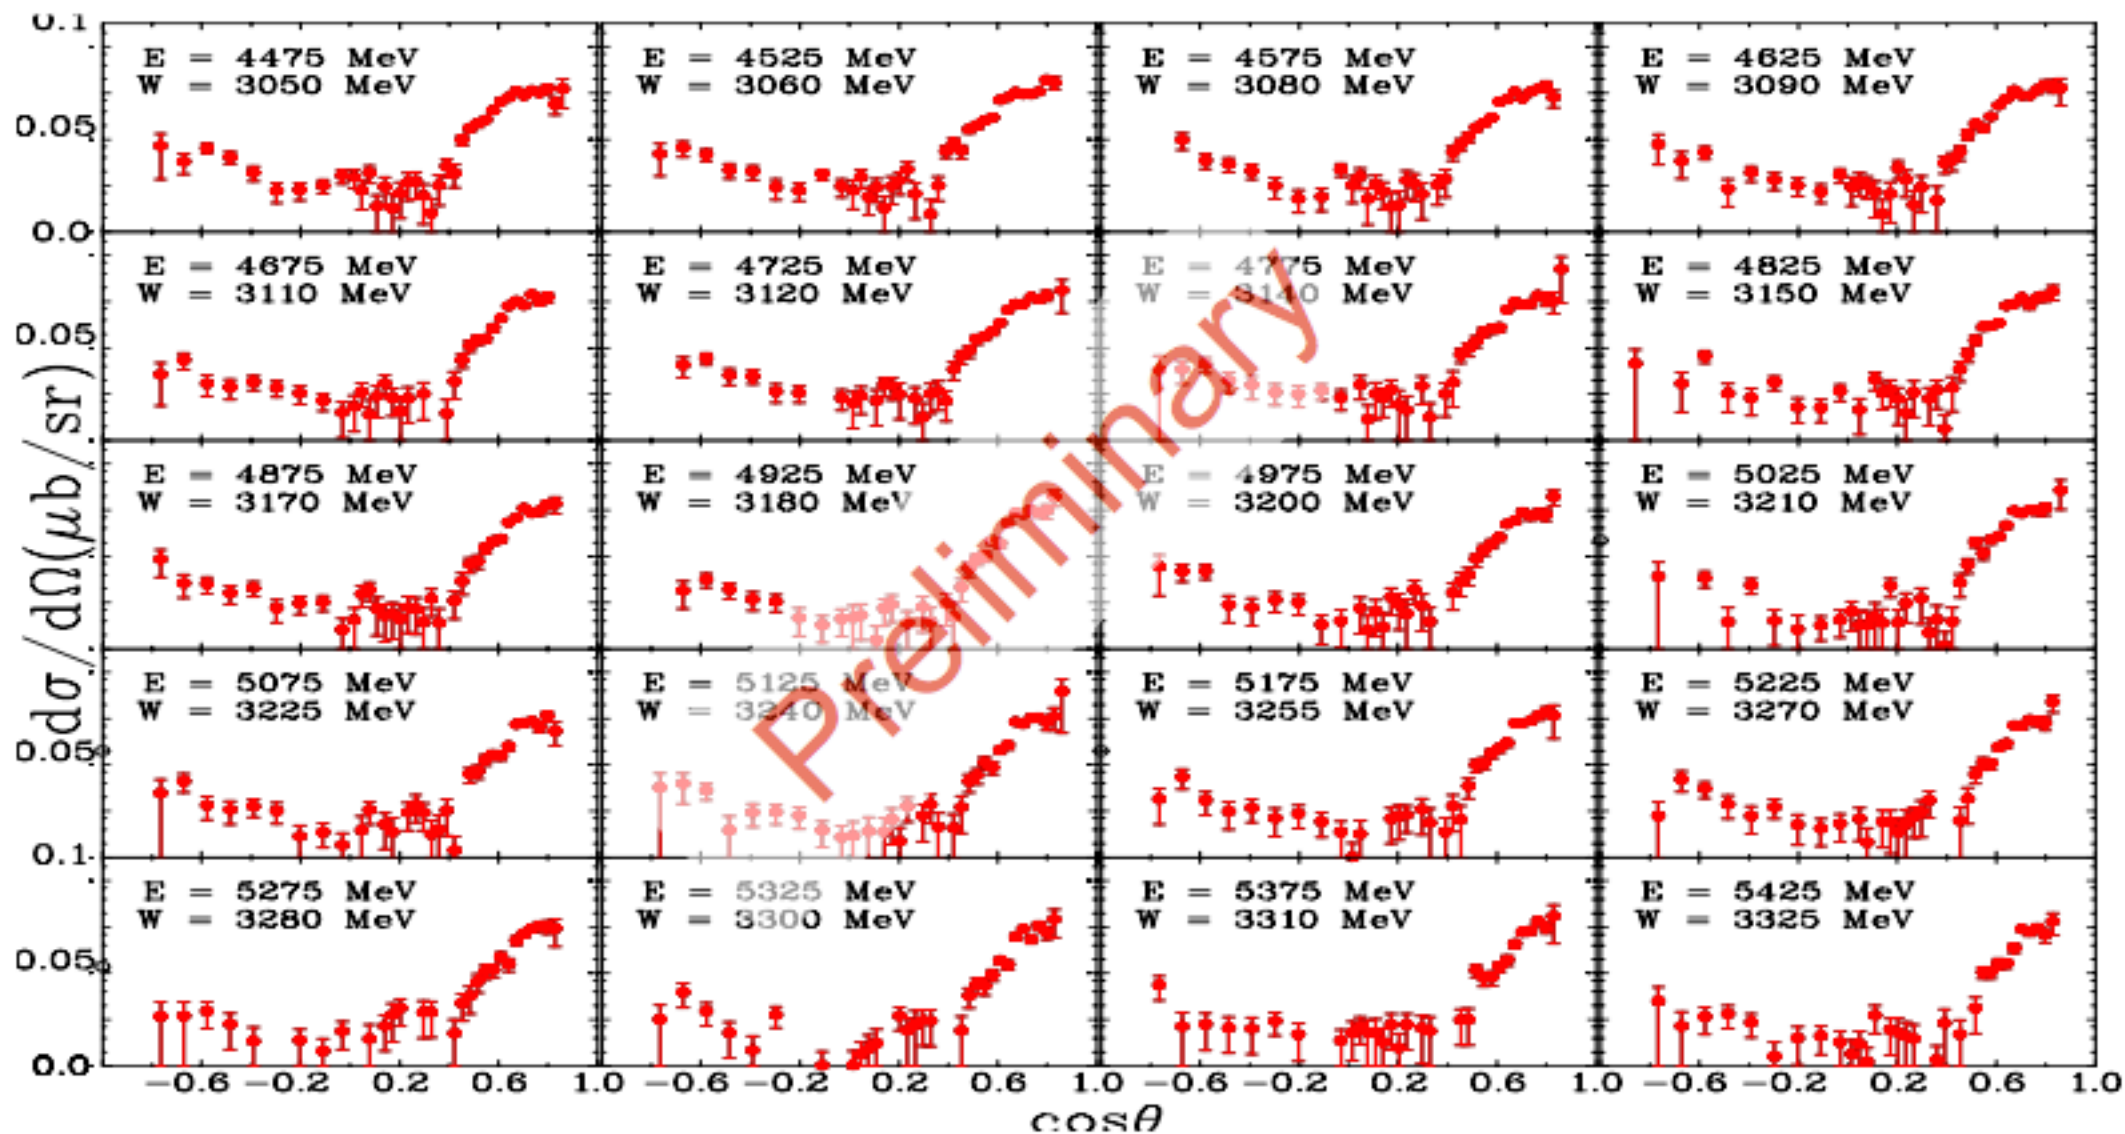 0.1
E = 4475 MeV
W = 3050 MeV
E = 4525 MeV
W = 3060 MeV
E = 4575 MeV
W = 3080 MeV
E = 4625 MeV
W = 3090 MeV
0.05
0.0
E = 4675 MeV
W = 3110 MeV
E = 4725 MeV
W = 3120 MeV
E = 4775 MeV
W = 3140 MeV
E = 4825 MeV
W = 3150 MeV
0.05
E = 4875 MeV
W = 3170 MeV
E = 4925 MeV
W = 3180 MeV
E = 4975 MeV
W = 3200 MeV
E = 5025 MeV
W = 3210 MeV
E = 5075 MeV
W = 3225 MeV
E = 5125 MeV
W = 3240 MeV
E = 5175 MeV
W = 3255 MeV
E = 5225 MeV
W = 3270 MeV
0.05
0.1
E = 5275 MeV
W = 3280 MeV
E = 5325 MeV
W = 3300 MeV
E = 5375 MeV
W = 3310 MeV
E = 5425 MeV
W = 3325 MeV
0.05
0.0
−0.6 −0.2 0.2 0.6 1.0 −0.6 −0.2 0.2 0.6 1.0 −0.6 −0.2 0.2 0.6 1.0 −0.6 −0.2 0.2 0.6 1.0
cosθ
dσ/dΩ(μb/sr)
Preliminary